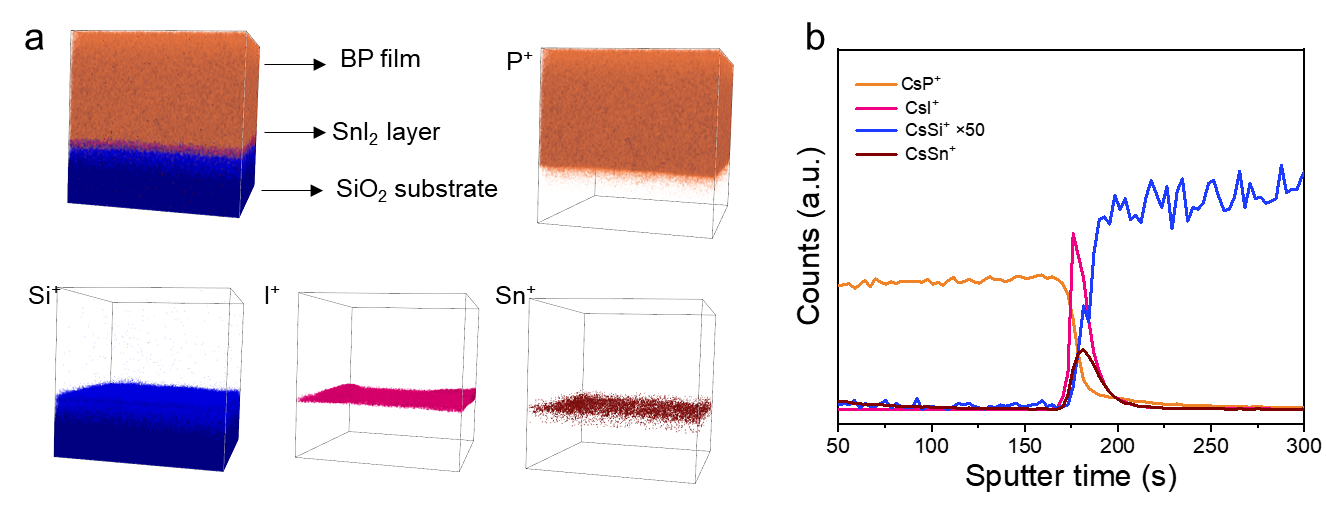 a
BP film
SnI₂ layer
SiO₂ substrate
P⁺
Si⁺
I⁺
Sn⁺
b
CsP⁺
CsI⁺
CsSi⁺ ×50
CsSn⁺
Counts (a.u.)
50 100 150 200 250 300
Sputter time (s)